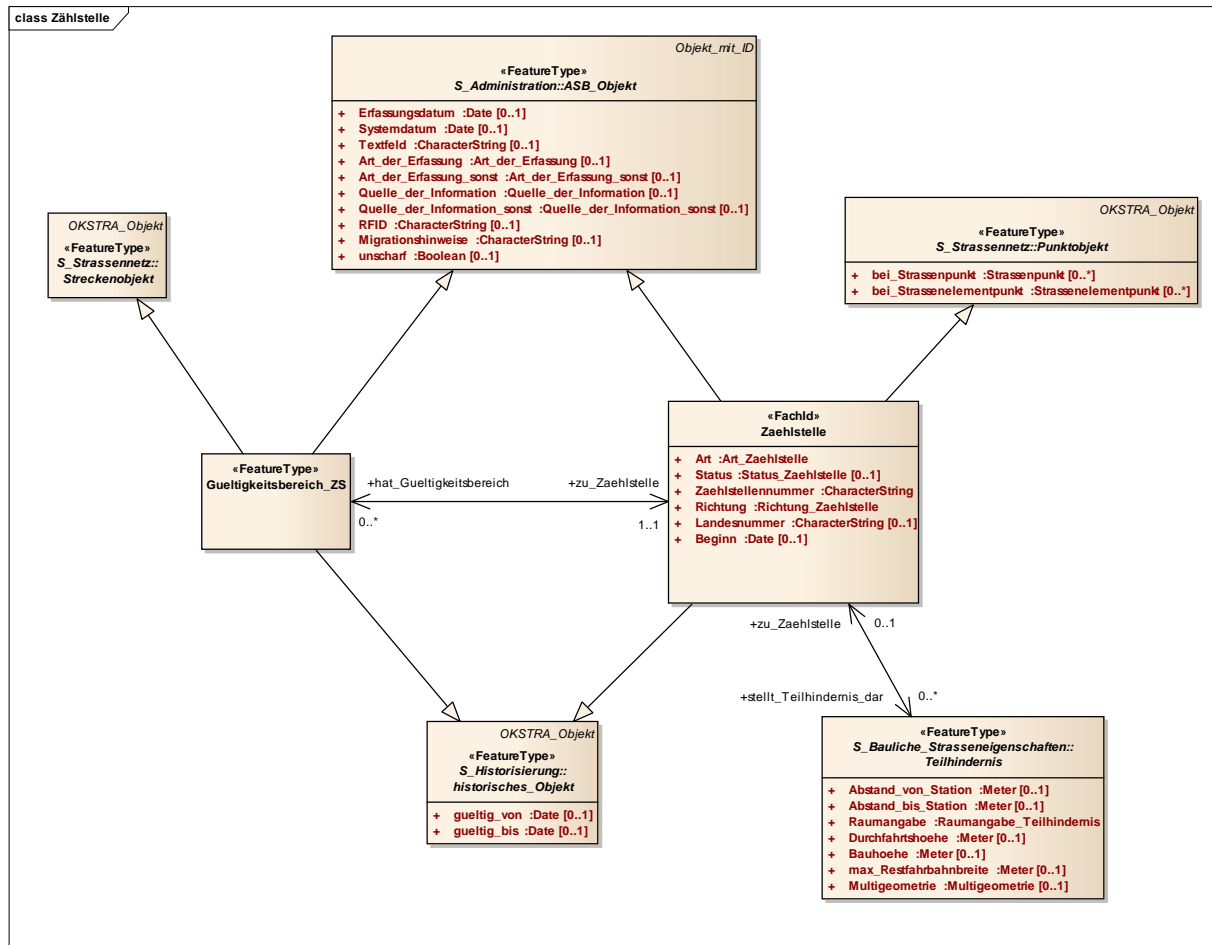 class Zählstelle
Objekt_mit_ID
«FeatureType»
S_Administration::ASB_Objekt
+ Erfassungsdatum :Date [0..1]
+ Systemdatum :Date [0..1]
+ Textfeld :CharacterString [0..1]
+ Art_der_Erfassung :Art_der_Erfassung [0..1]
+ Art_der_Erfassung_sonst :Art_der_Erfassung_sonst [0..1]
+ Quelle_der_Information :Quelle_der_Information [0..1]
+ Quelle_der_Information_sonst :Quelle_der_Information_sonst [0..1]
+ RFID :CharacterString [0..1]
+ Migrationshinweise :CharacterString [0..1]
+ unscharf :Boolean [0..1]
OKSTRA_Objekt
«FeatureType»
S_Strassennetz::
Streckenobjekt
OKSTRA_Objekt
«FeatureType»
S_Strassennetz::Punktobjekt
+ bei_Strassenpunkt :Strassenpunkt [0..*]
+ bei_Strassenelementpunkt :Strassenelementpunkt [0..*]
«FeatureType»
Gueltigkeitsbereich_ZS
+hat_Gueltigkeitsbereich
0..*
+zu_Zaehlstelle
1..1
«FachId»
Zaehlstelle
+ Art :Art_Zaehlstelle
+ Status :Status_Zaehlstelle [0..1]
+ Zaehlstellennummer :CharacterString
+ Richtung :Richtung_Zaehlstelle
+ Landesnummer :CharacterString [0..1]
+ Beginn :Date [0..1]
+zu_Zaehlstelle
0..1
+stellt_Teilhindernis_dar
0..*
OKSTRA_Objekt
«FeatureType»
S_Historisierung::
historisches_Objekt
+ gueltig_von :Date [0..1]
+ gueltig_bis :Date [0..1]
«FeatureType»
S_Bauliche_Strasseneigenschaften::
Teilhindernis
+ Abstand_von_Station :Meter [0..1]
+ Abstand_bis_Station :Meter [0..1]
+ Raumangabe :Raumangabe_Teilhindernis
+ Durchfahrtshoehe :Meter [0..1]
+ Bauhoehe :Meter [0..1]
+ max_Restfahrbahnbreite :Meter [0..1]
+ Multigeometrie :Multigeometrie [0..1]